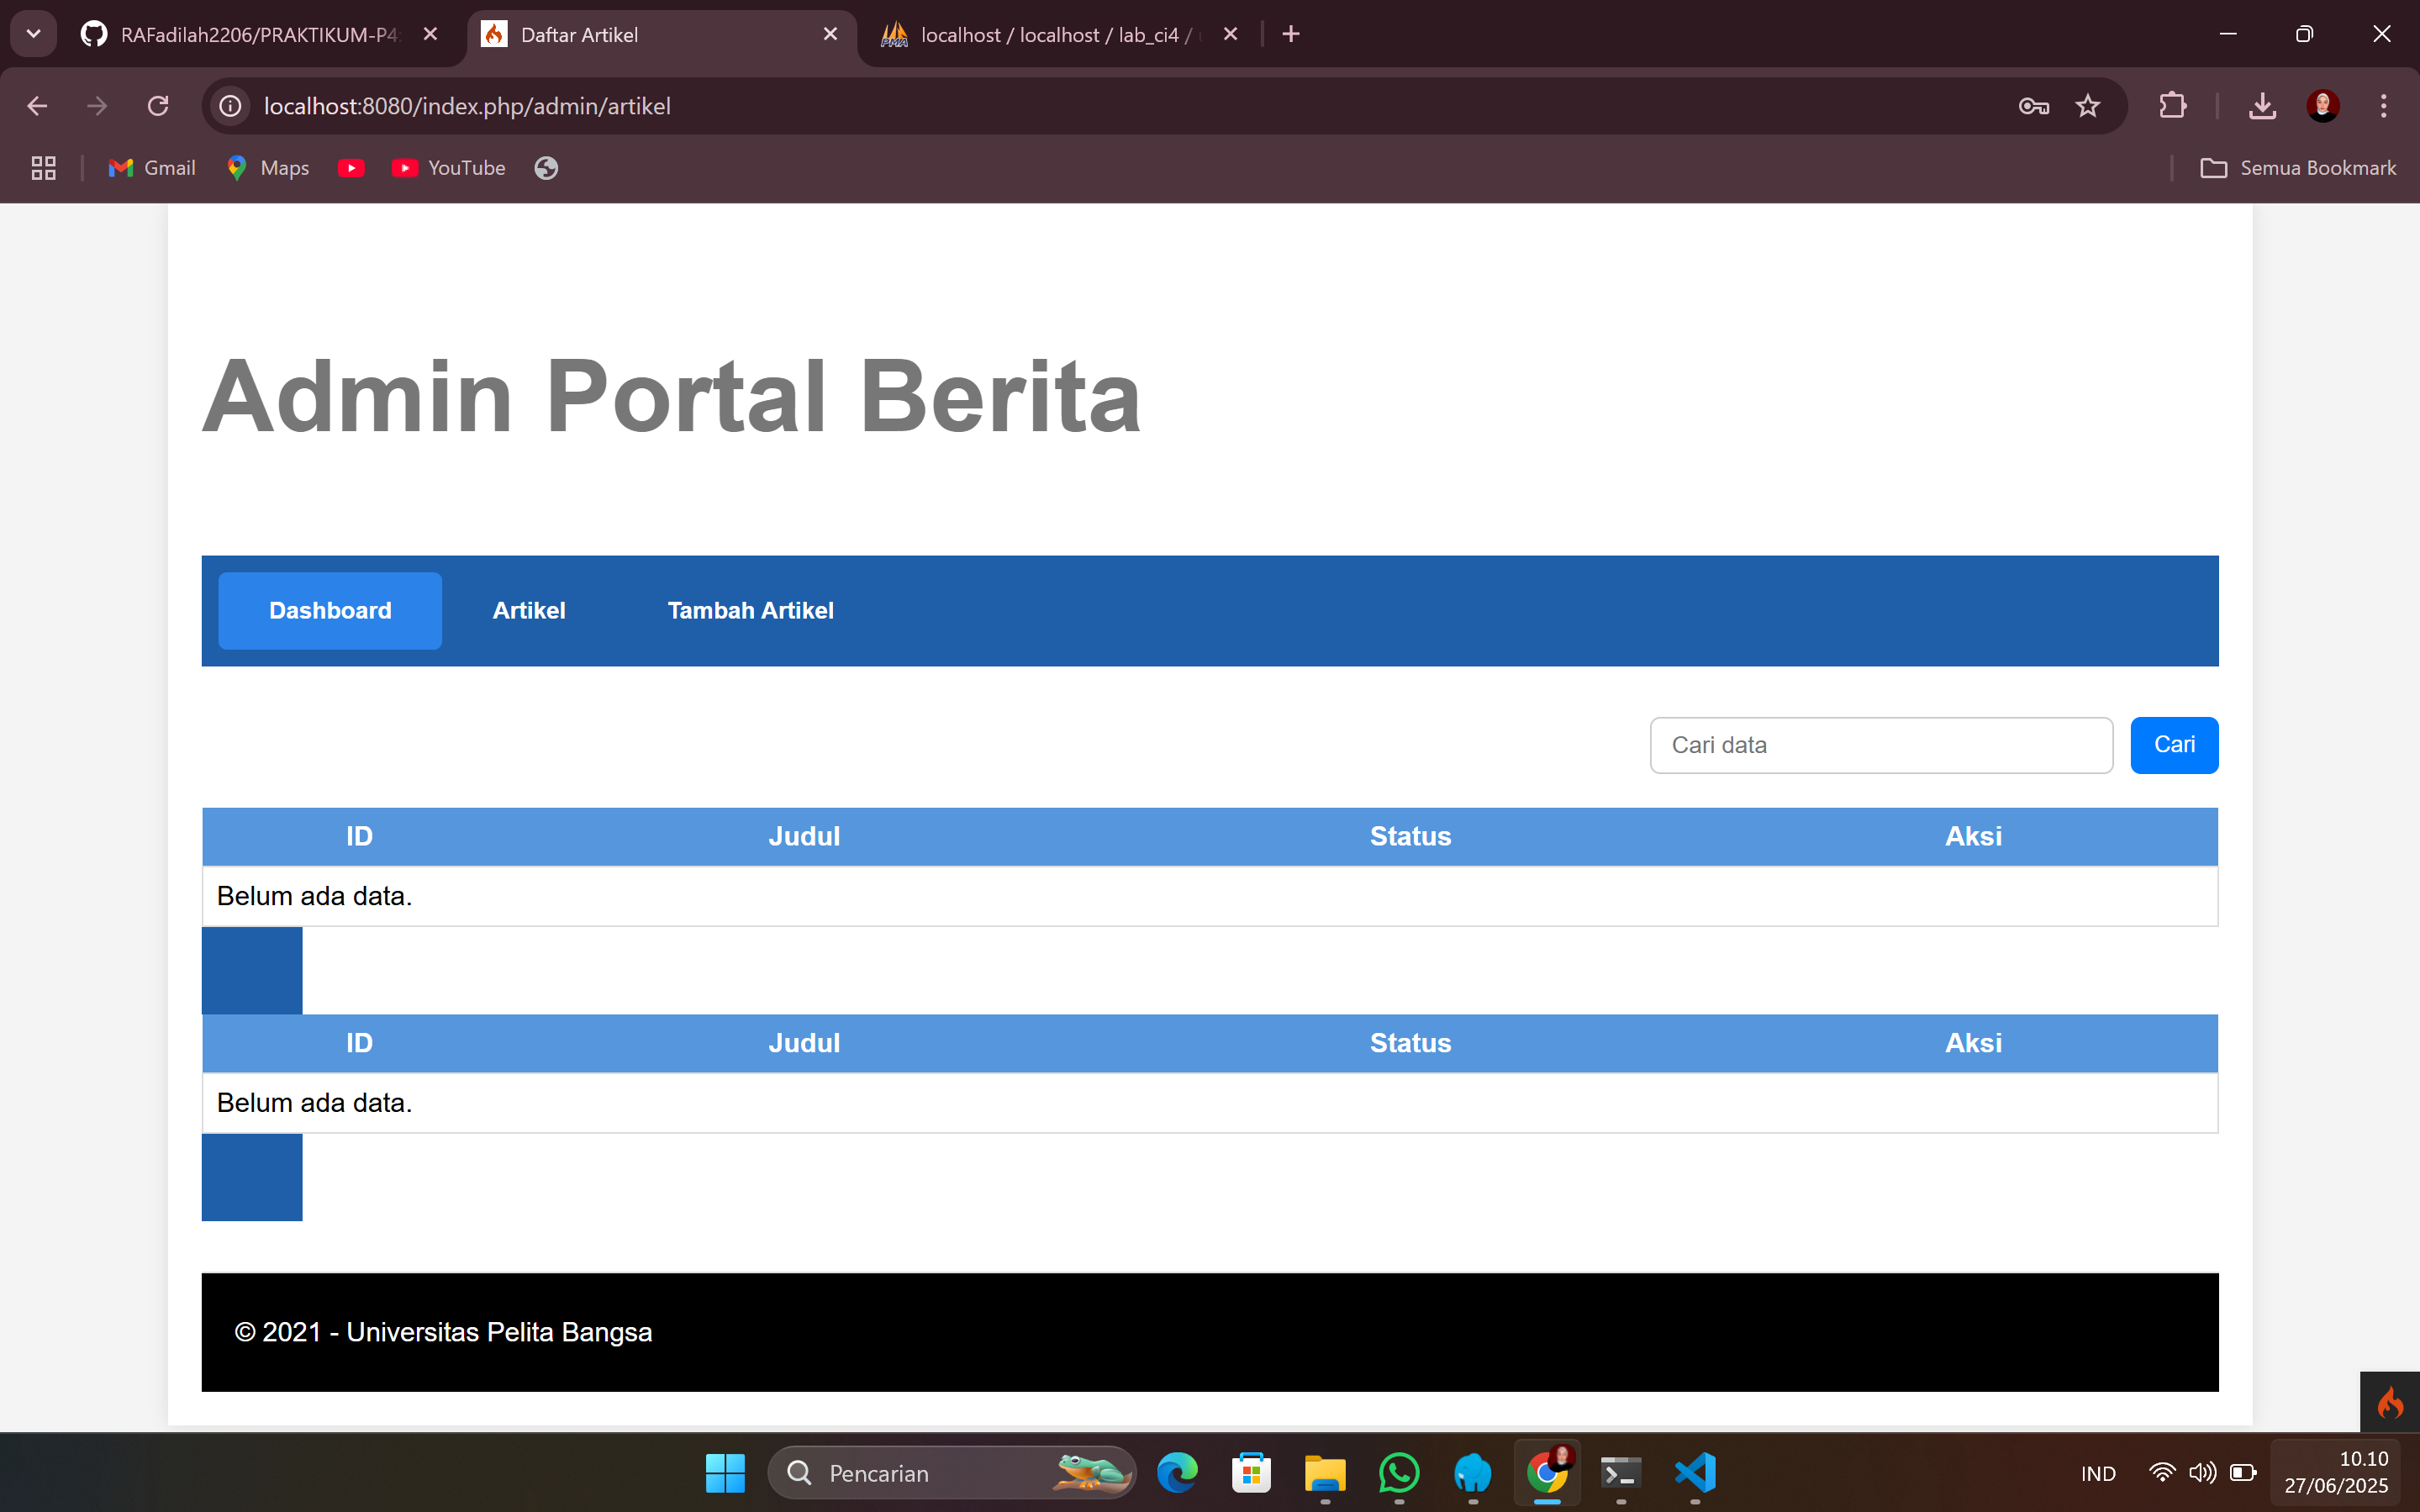 RAFadilah2206/PRAKTIKUM-P4
Daftar Artikel
localhost / localhost / lab_ci4 /
localhost:8080/index.php/admin/artikel
Gmail
Maps
YouTube
Semua Bookmark
Admin Portal Berita
Dashboard
Artikel
Tambah Artikel
Cari data
Cari
ID Judul Status Aksi
Belum ada data.
ID Judul Status Aksi
Belum ada data.
© 2021 - Universitas Pelita Bangsa
Pencarian
IND
10.10
27/06/2025